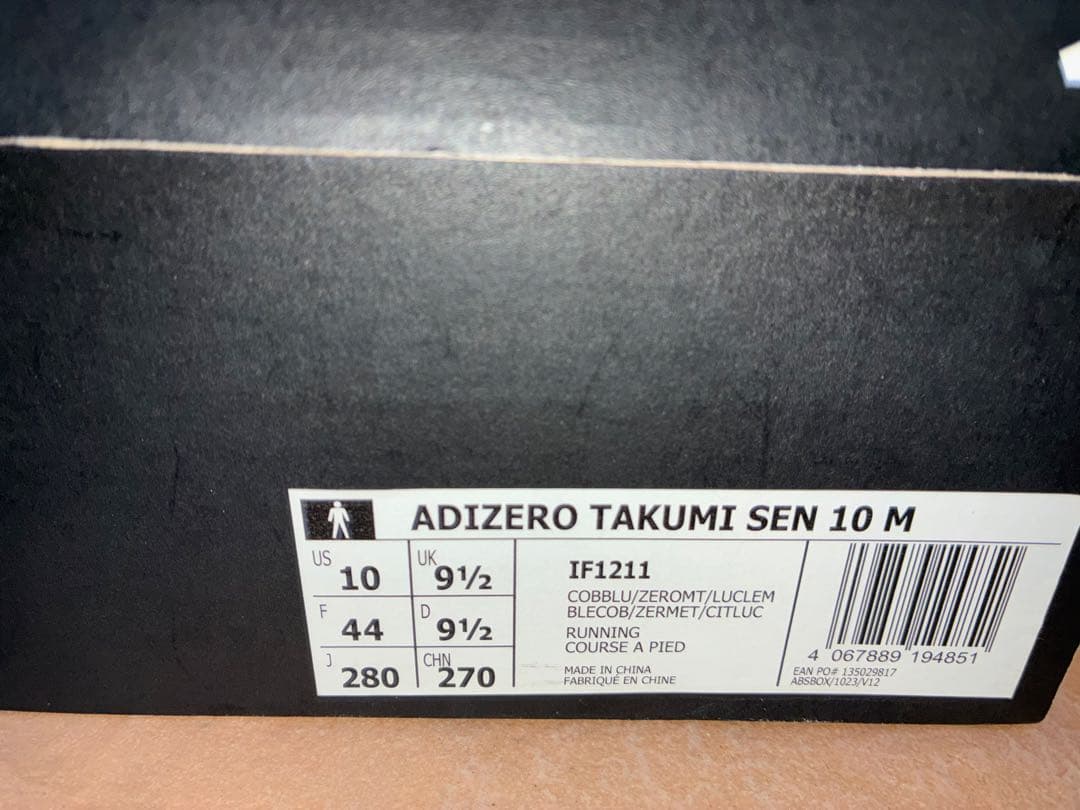 ADIZERO TAKUMI SEN 10 M
US 10 UK 9½
F 44 D 9½
J 280 CHN 270
IF1211
COBBLU/ZEROMT/LUCLEM
BLECOB/ZERMET/CITLUC
RUNNING
COURSE A PIED
MADE IN CHINA
FABRIQUÉ EN CHINE
4 067889 194851
EAN PO# 135029817
ABSBOX/1023/V12